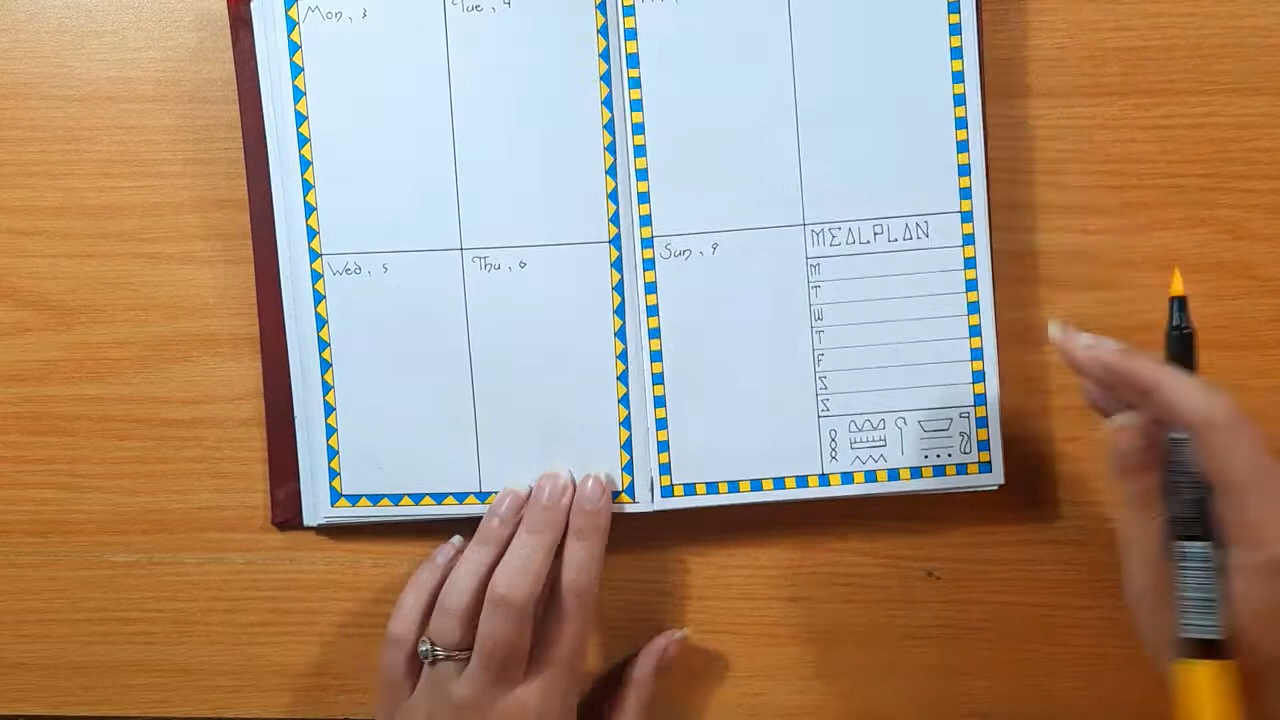 Mon, 3
Tue, 4
Wed, 5
Thu, 6
Sun, 9
MEALPLAN
M
T
W
T
F
S
S